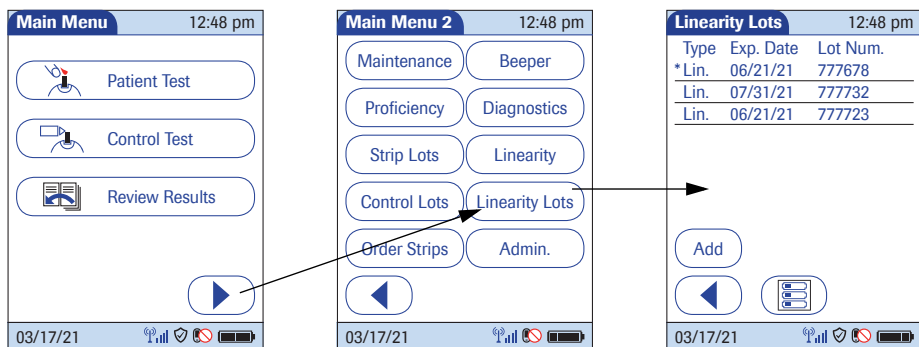 Main Menu 12:48 pm
Patient Test
Control Test
Review Results
03/17/21
Main Menu 2 12:48 pm
Maintenance Beeper
Proficiency Diagnostics
Strip Lots Linearity
Control Lots Linearity Lots
Order Strips Admin.
03/17/21
Linearity Lots 12:48 pm
Type Exp. Date Lot Num.
*Lin. 06/21/21 777678
Lin. 07/31/21 777732
Lin. 06/21/21 777723
Add
03/17/21